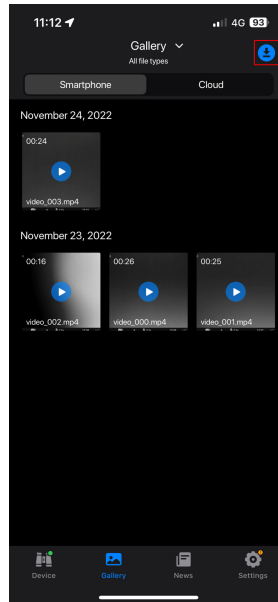 11:12
4G 93
Gallery
All file types
Smartphone
Cloud
November 24, 2022
00:24
video_003.mp4
November 23, 2022
00:16
00:26
00:25
video_002.mp4
video_000.mp4
video_001.mp4
Device
Gallery
News
Settings